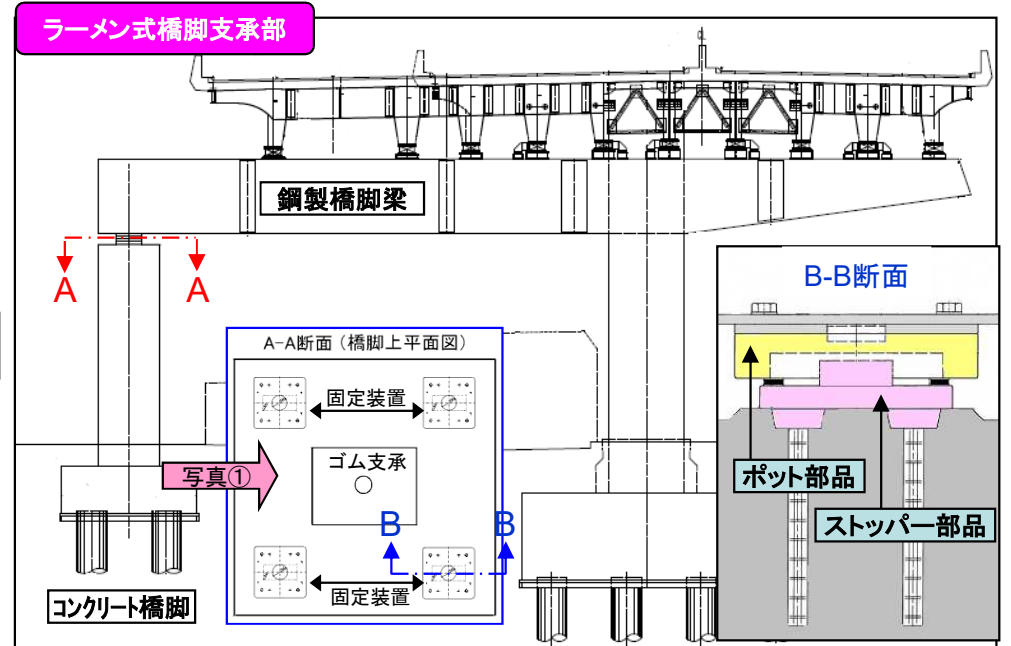 ラーメン式橋脚支承部
鋼製橋脚梁
A
A
B-B断面
A-A断面（橋脚上平面図）
固定装置
ゴム支承
写真①
B
B
固定装置
ポット部品
ストッパー部品
コンクリート橋脚